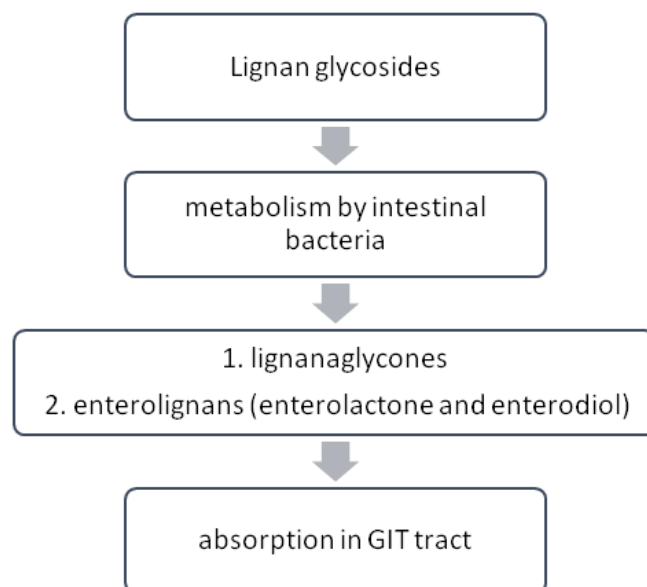 Lignan glycosides
metabolism by intestinal
bacteria
1. lignanaglycones
2. enterolignans (enterolactone and enterodiol)
absorption in GIT tract